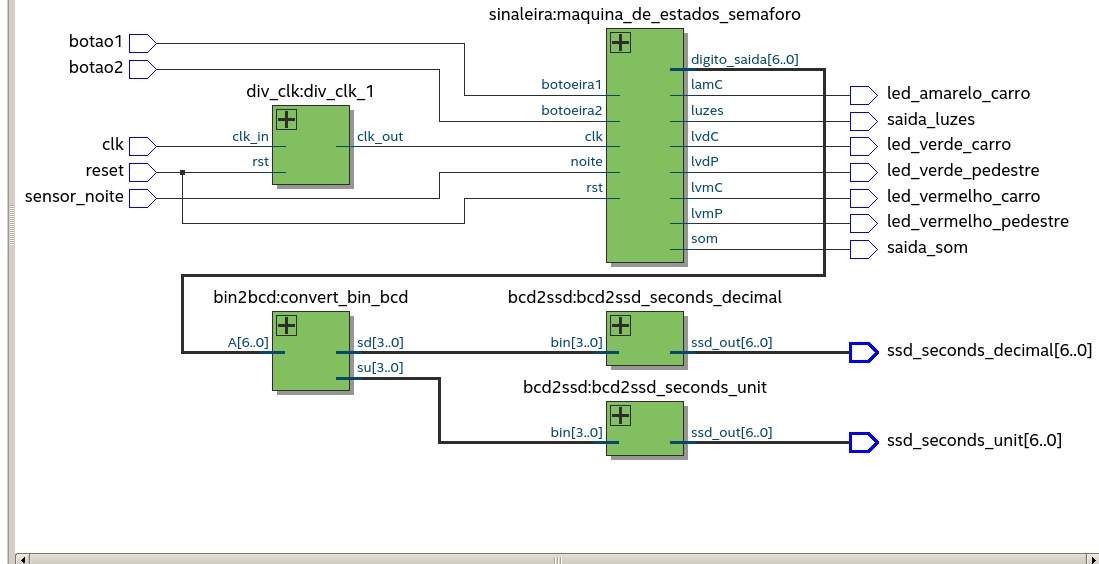 sinaleira:maquina_de_estados_semaforo
botao1
botao2
digito_saida[6..0]
botoeira1
lamC
led_amarelo_carro
div_clk:div_clk_1
botoeira2
luzes
saida_luzes
clk
clk_in
clk_out
clk
lvdC
led_verde_carro
reset
rst
noite
lvdP
led_verde_pedestre
sensor_noite
rst
lvmC
led_vermelho_carro
lvmP
led_vermelho_pedestre
som
saida_som
bin2bcd:convert_bin_bcd
bcd2ssd:bcd2ssd_seconds_decimal
A[6..0]
sd[3..0]
bin[3..0]
ssd_out[6..0]
ssd_seconds_decimal[6..0]
su[3..0]
bcd2ssd:bcd2ssd_seconds_unit
bin[3..0]
ssd_out[6..0]
ssd_seconds_unit[6..0]